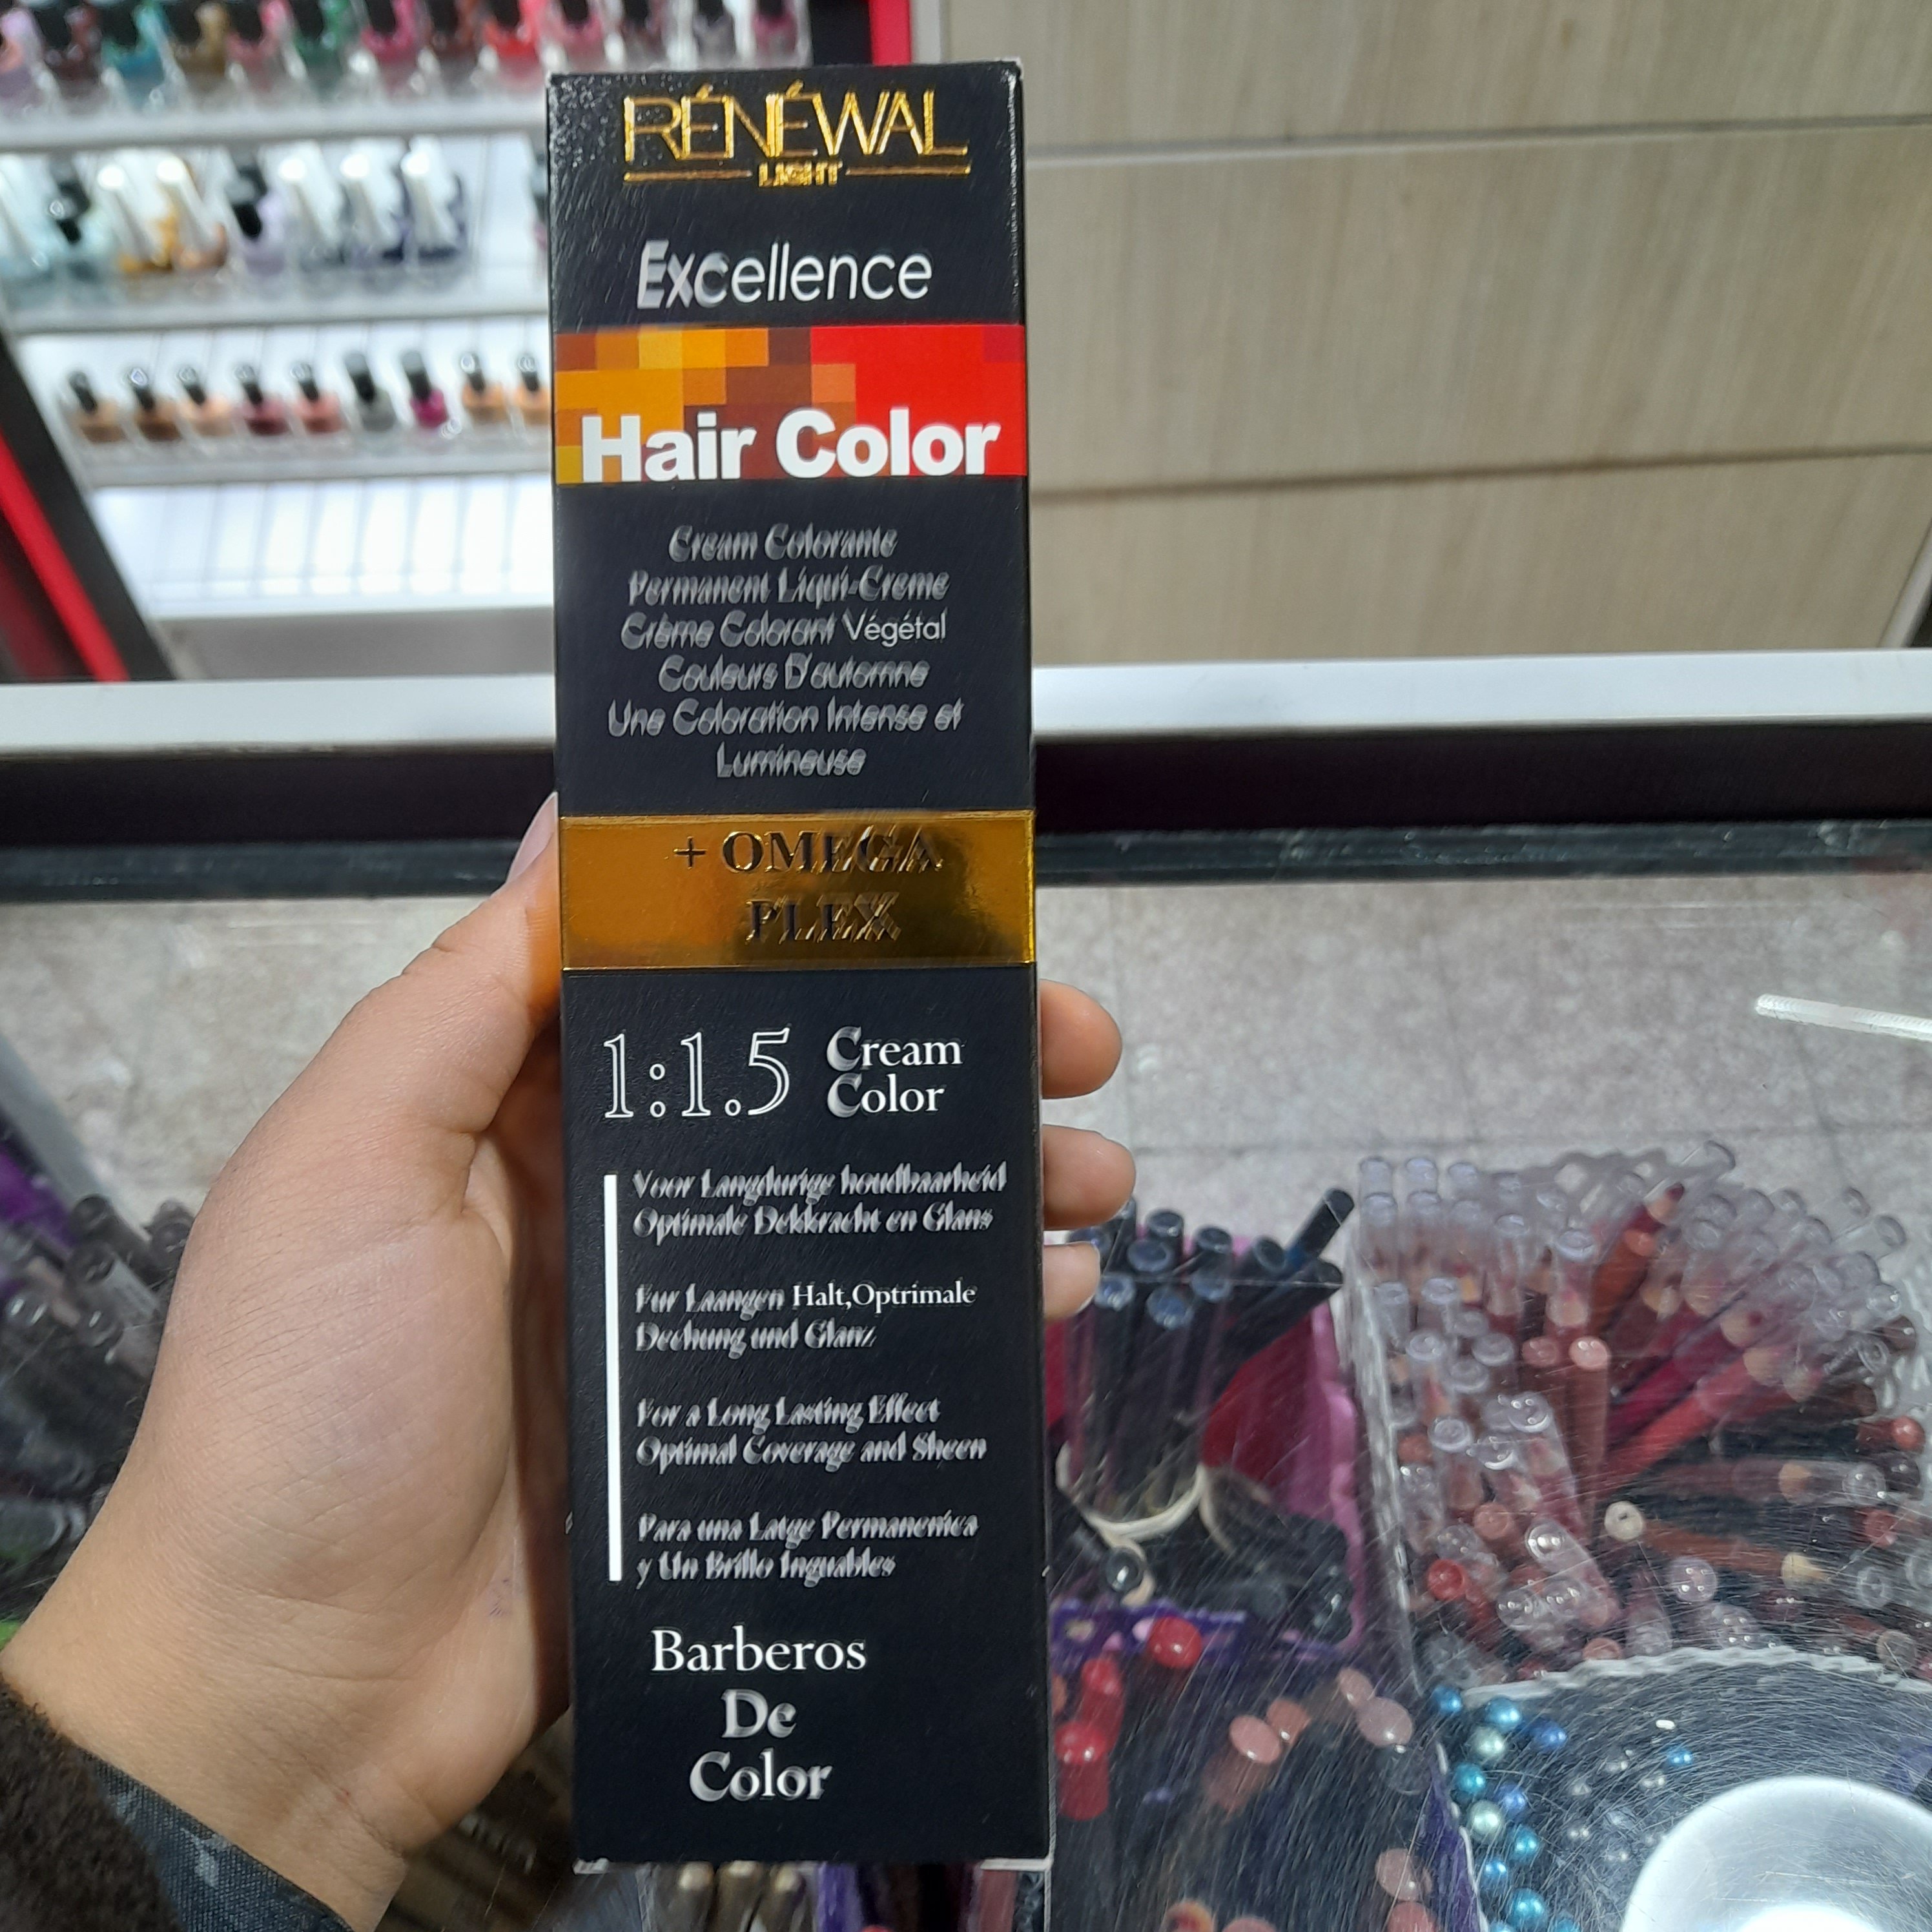 RÉNÉWAL
LIGHT
Excellence
Hair Color
Cream Colorante
Permanent Liqui-Creme
Crème Colorant Végétal
Couleurs D'automne
Une Coloration Intense et
Lumineuse
+ OMEGA
PLEX
1:1.5 Cream
Color
Voor Langdurige houdbaarheid
Optimale Dekkracht en Glans
Fur Laangen Halt,Optrimale
Dechung und Glanz
For a Long Lasting Effect
Optimal Coverage and Sheen
Para una Latge Permanenica
y Un Brillo Inguables
Barberos
De
Color